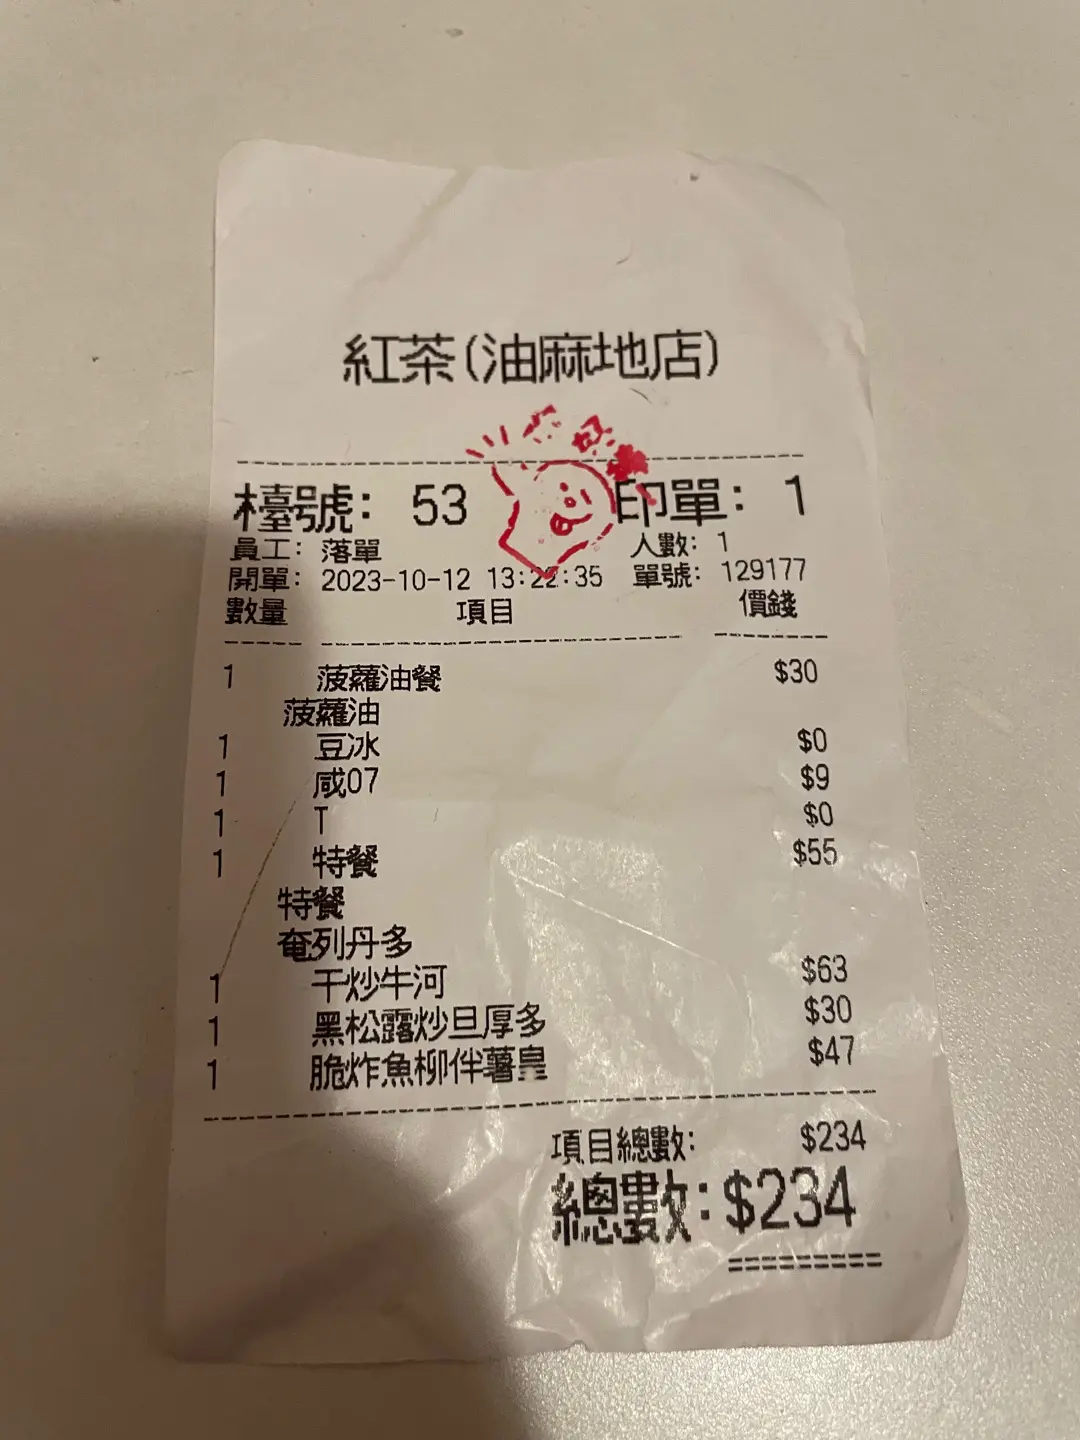 紅茶(油麻地店)
檯號: 53 印單: 1
員工: 落單 人數: 1
開單: 2023-10-12 13:22:35 單號: 129177
數量 項目 價錢
1 菠蘿油餐 $30
菠蘿油
1 豆冰 $0
1 咸07 $9
1 T $0
1 特餐 $55
特餐
奄列丹多
1 干炒牛河 $63
1 黑松露炒旦厚多 $30
1 脆炸魚柳伴薯皇 $47
項目總數: $234
總數: $234